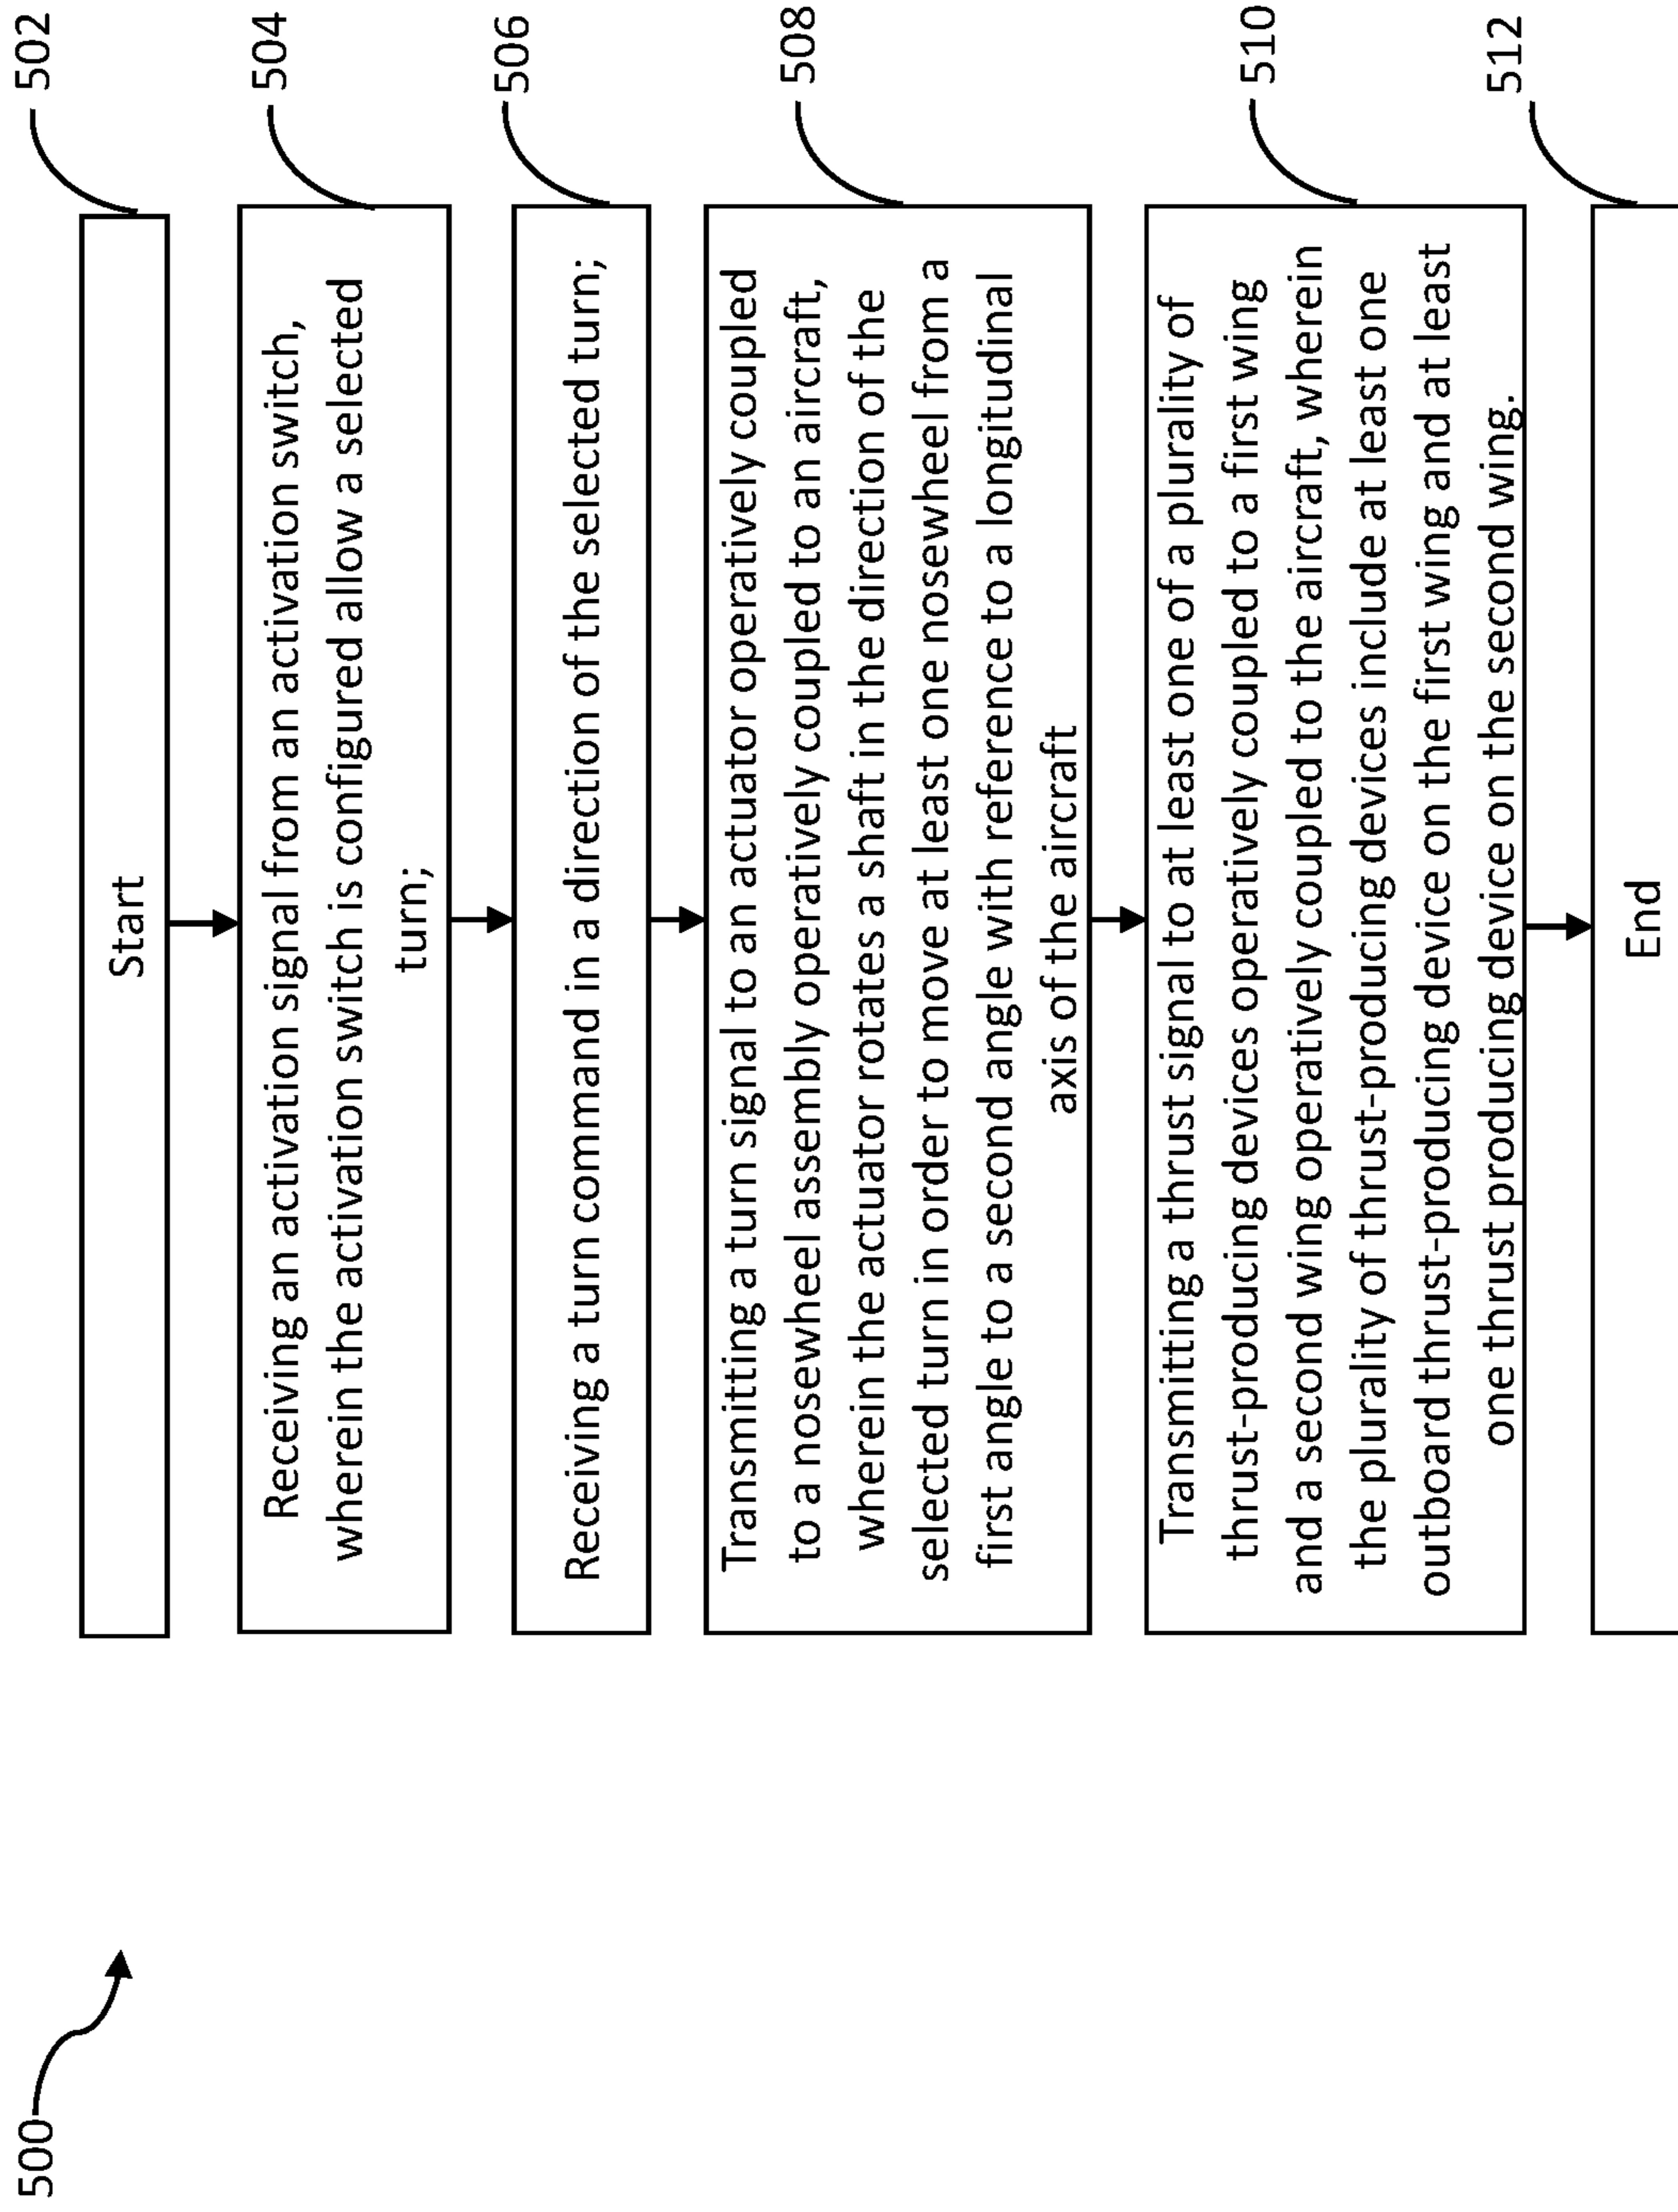 500
502
Start
504
Receiving an activation signal from an activation switch,
wherein the activation switch is configured allow a selected
turn;
506
Receiving a turn command in a direction of the selected turn;
508
Transmitting a turn signal to an actuator operatively coupled
to a nosewheel assembly operatively coupled to an aircraft,
wherein the actuator rotates a shaft in the direction of the
selected turn in order to move at least one nosewheel from a
first angle to a second angle with reference to a longitudinal
axis of the aircraft
510
Transmitting a thrust signal to at least one of a plurality of
thrust-producing devices operatively coupled to a first wing
and a second wing operatively coupled to the aircraft, wherein
the plurality of thrust-producing devices include at least one
outboard thrust-producing device on the first wing and at least
one thrust producing device on the second wing.
512
End